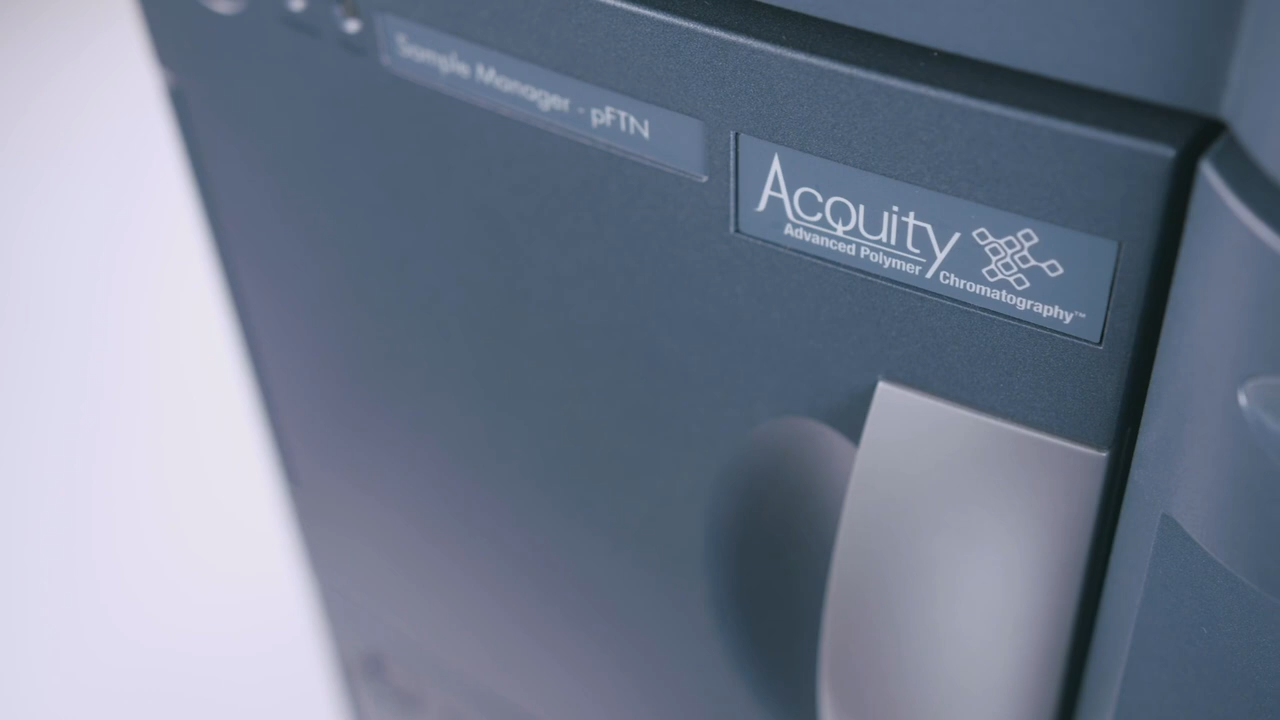 Sample Manager - pFTN
Acquity
Advanced Polymer
Chromatography™